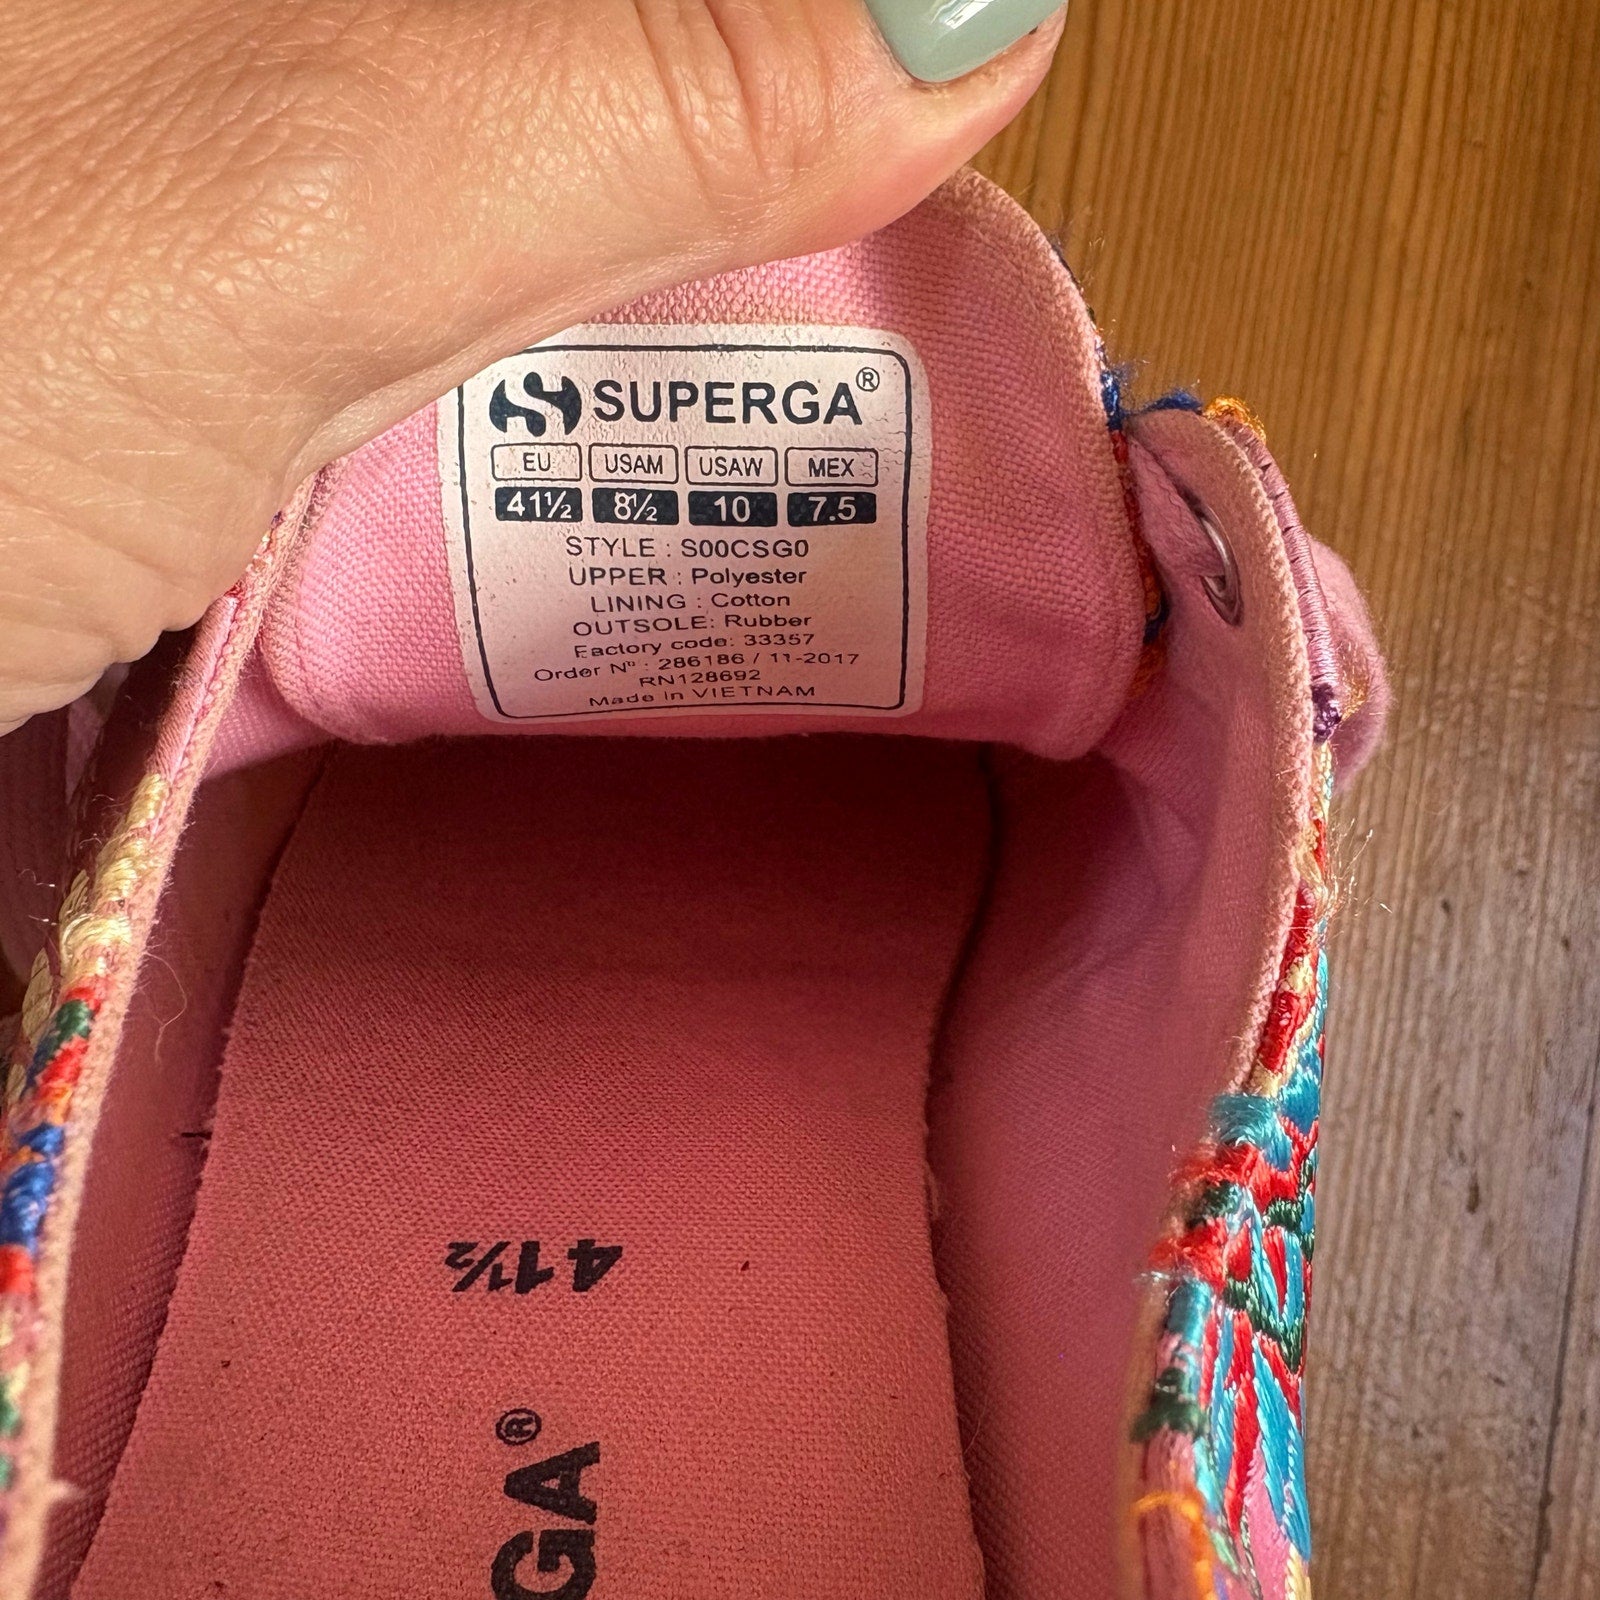 SUPERGA®
EU USAM USAW MEX
41½ 8½ 10 7.5
STYLE : S00CSG0
UPPER : Polyester
LINING : Cotton
OUTSOLE: Rubber
Factory code: 33357
Order Nº : 286186 / 11-2017
RN128692
Made in VIETNAM
41½
GA®